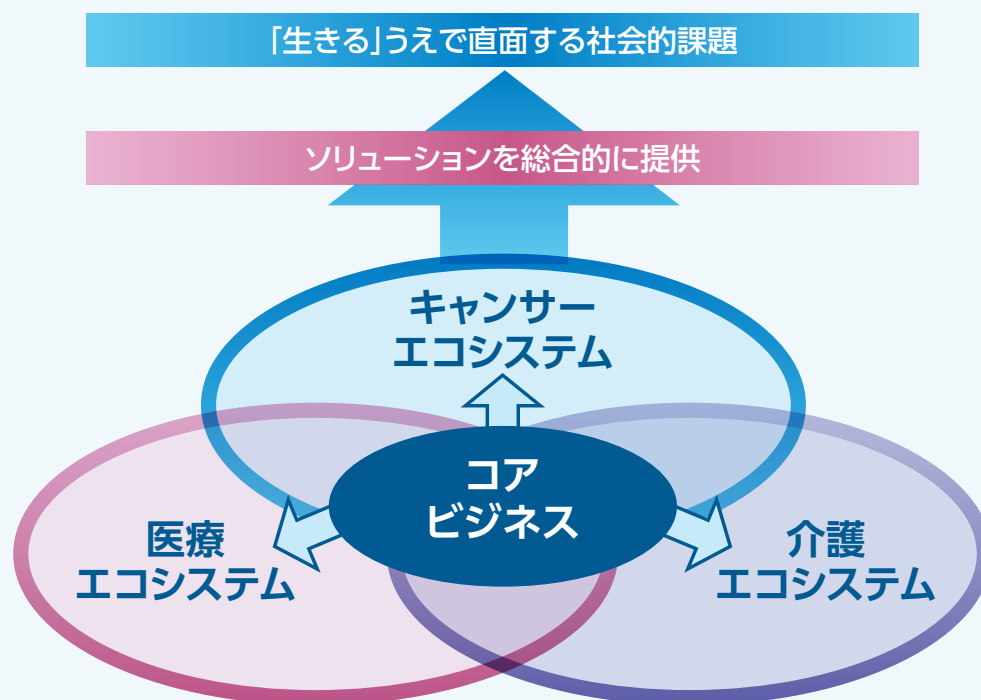 「生きる」うえで直面する社会的課題
ソリューションを総合的に提供
キャンサー
エコシステム
コア
ビジネス
医療
エコシステム
介護
エコシステム